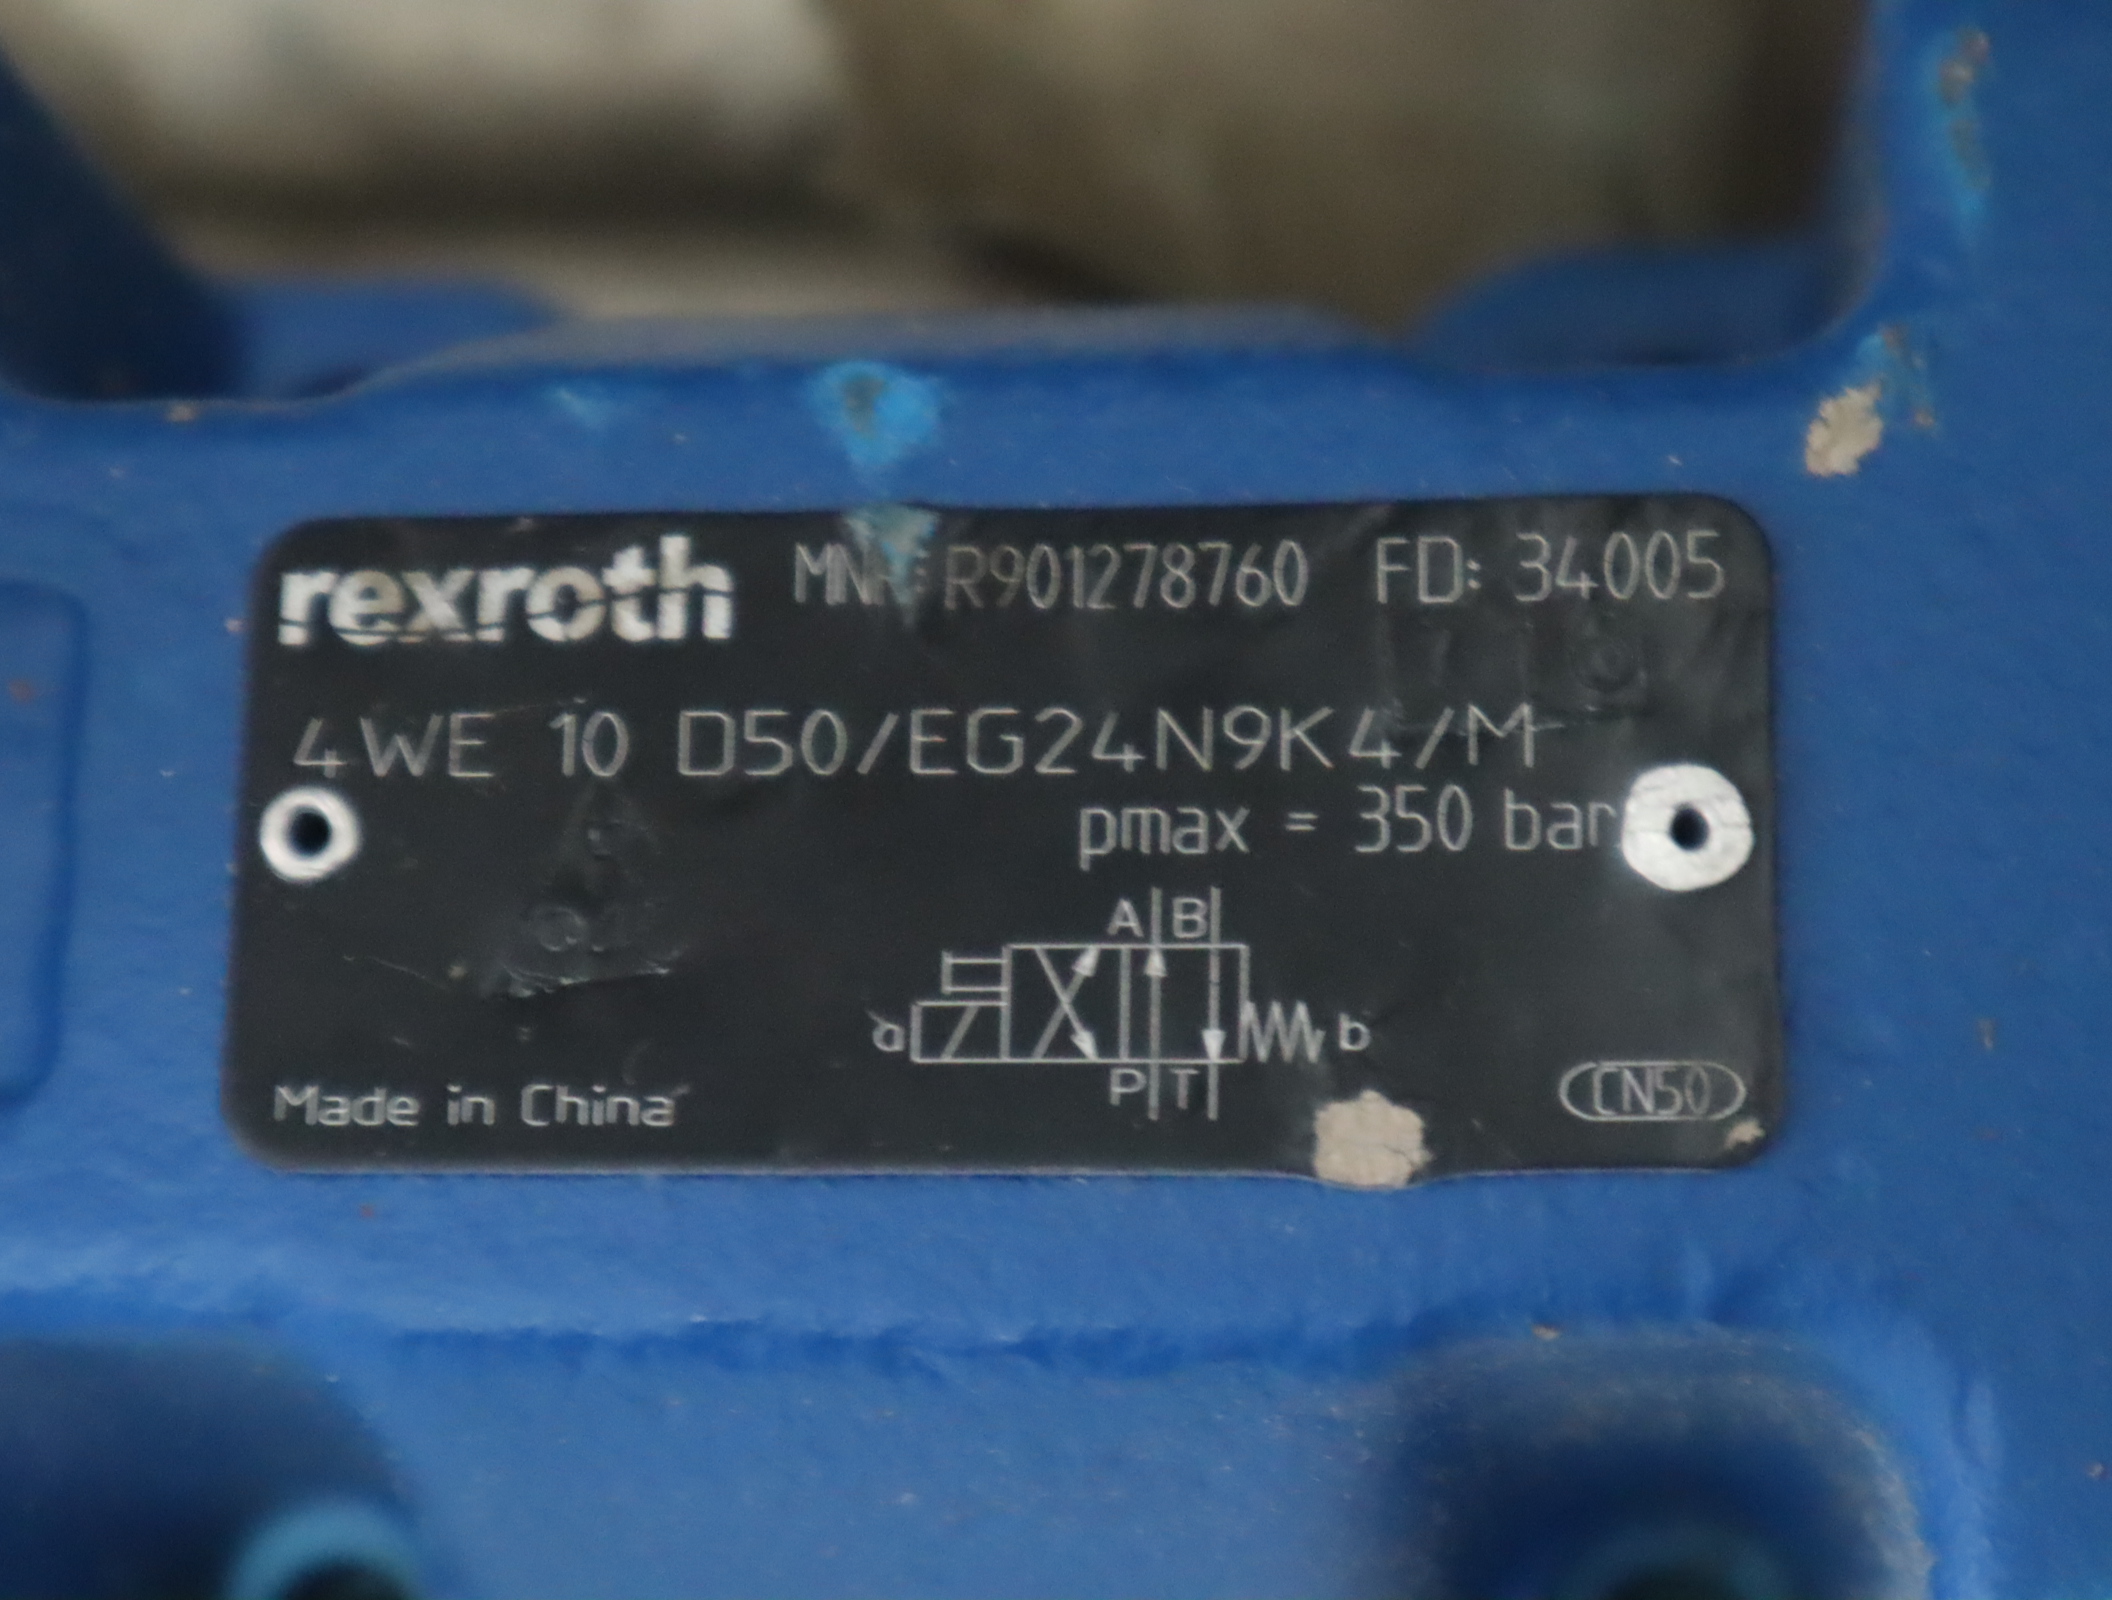 rexroth MNR: R901278760 FD: 34005
4WE 10 D50/EG24N9K4/M
pmax = 350 bar
A B
a b
P T
Made in China
CN50